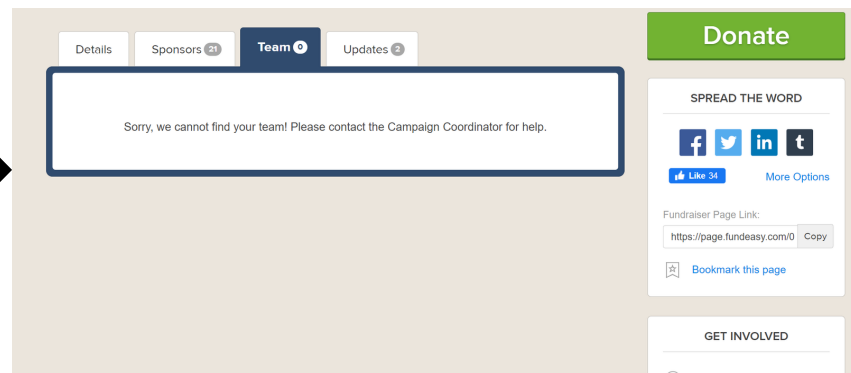 Details
Sponsors 21
Team 0
Updates 2
Sorry, we cannot find your team! Please contact the Campaign Coordinator for help.
Donate
SPREAD THE WORD
f in t
Like 34
More Options
Fundraiser Page Link:
https://page.fundeasy.com/0 Copy
Bookmark this page
GET INVOLVED